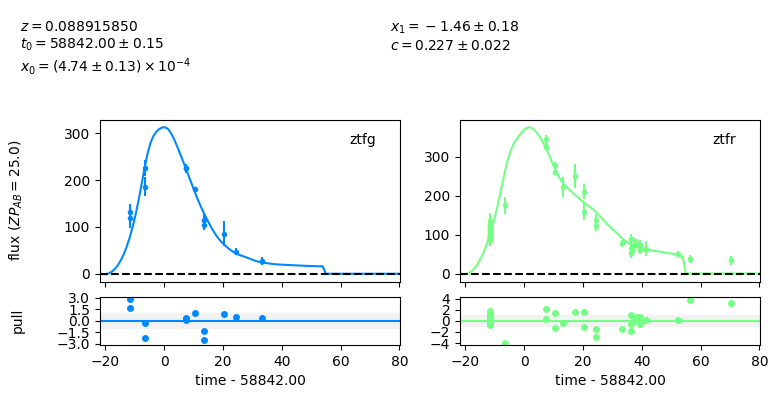 z = 0.088915850
t₀ = 58842.00 ± 0.15
x₀ = (4.74 ± 0.13) × 10⁻⁴
x₁ = −1.46 ± 0.18
c = 0.227 ± 0.022
flux (ZP_AB = 25.0)
300
200
100
0
ztfg
300
200
100
0
ztfr
pull
3.0
1.5
0.0
−1.5
−3.0
−20 0 20 40 60 80
time - 58842.00
4
2
0
−2
−4
−20 0 20 40 60 80
time - 58842.00